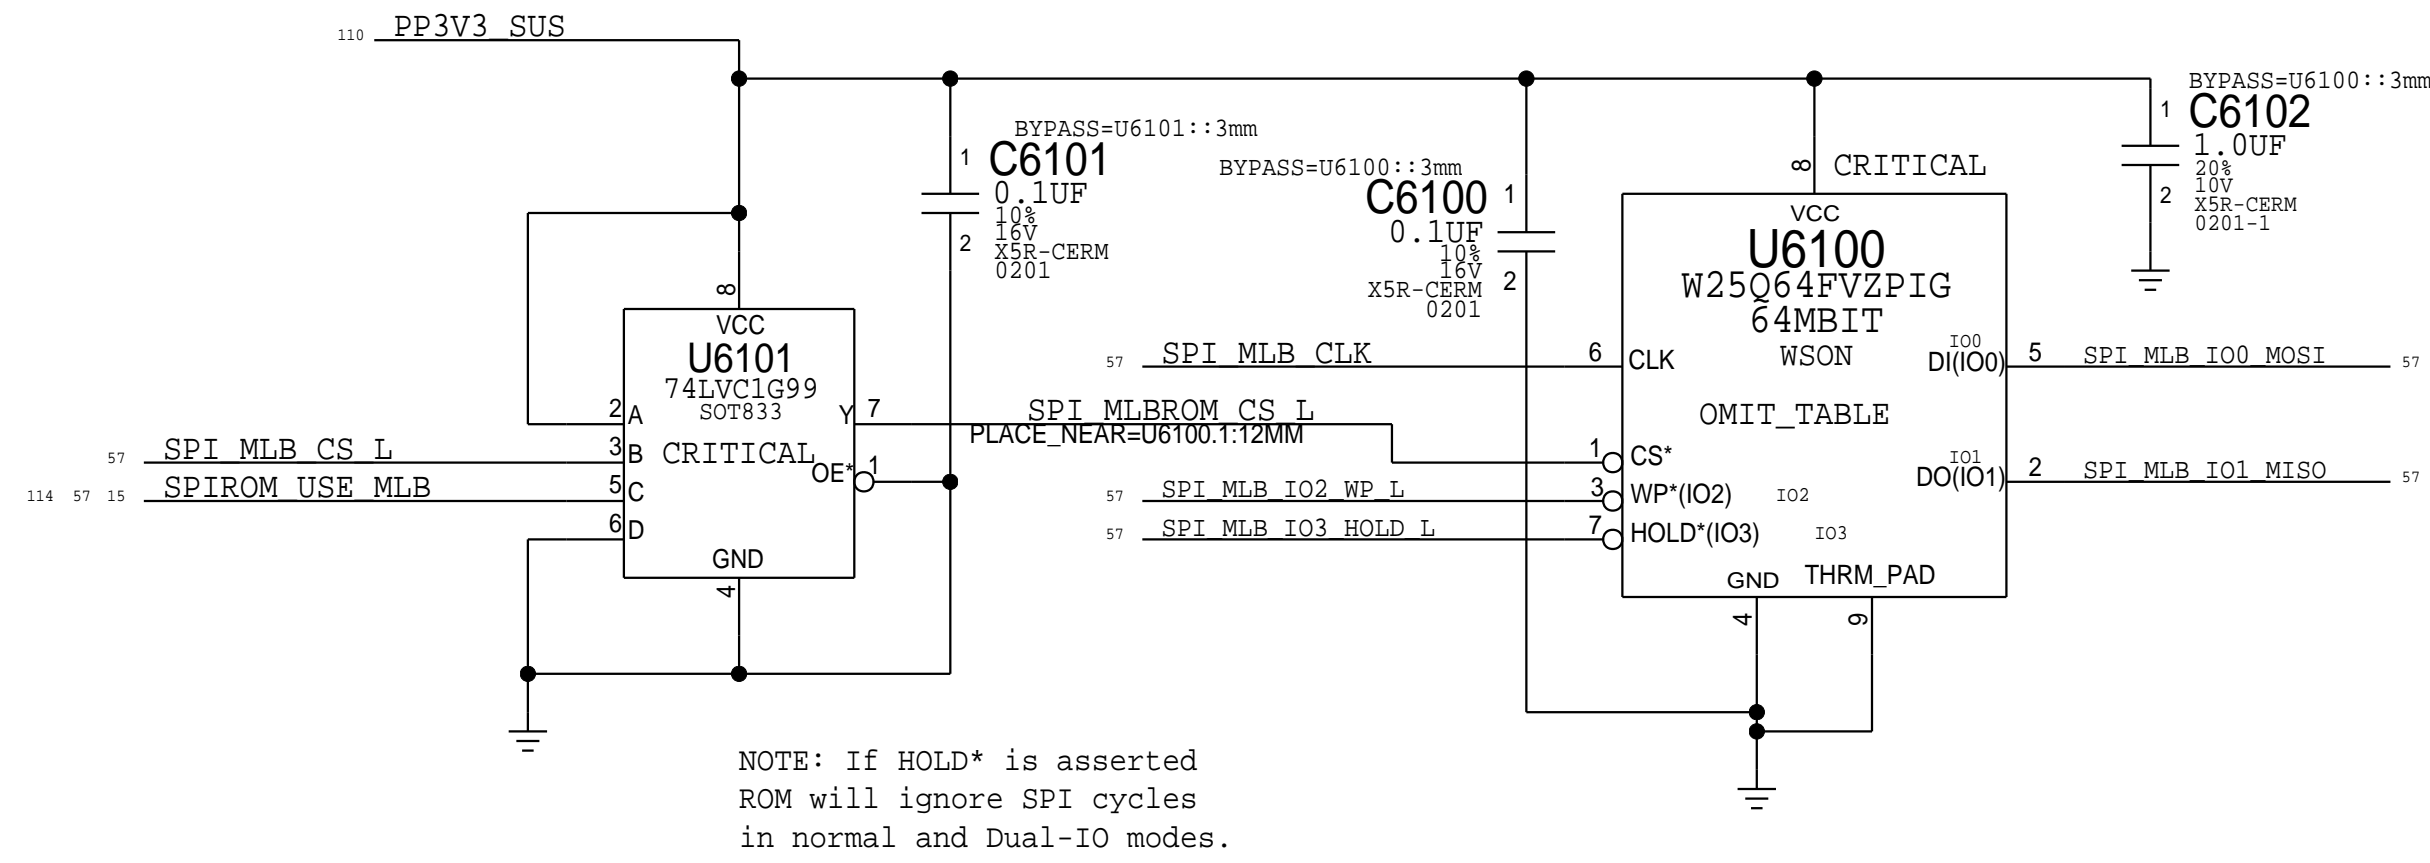 110 PP3V3_SUS
BYPASS=U6101::3mm
1 C6101
0.1UF
10%
16V
2 X5R-CERM
0201
BYPASS=U6100::3mm
C6100 1
0.1UF
10%
16V
X5R-CERM 2
0201
BYPASS=U6100::3mm
1 C6102
1.0UF
20%
10V
2 X5R-CERM
0201-1
8
VCC
U6101
74LVC1G99
SOT833
CRITICAL
2 A
57 SPI_MLB_CS_L 3 B
114 57 15 SPIROM_USE_MLB 5 C
6 D
Y 7
OE* 1
GND
4
SPI_MLBROM_CS_L
PLACE_NEAR=U6100.1:12MM
8 CRITICAL
VCC
U6100
W25Q64FVZPIG
64MBIT
WSON
OMIT_TABLE
57 SPI_MLB_CLK 6 CLK
1 CS*
57 SPI_MLB_IO2_WP_L 3 WP*(IO2) IO2
57 SPI_MLB_IO3_HOLD_L 7 HOLD*(IO3) IO3
IO0
DI(IO0) 5 SPI_MLB_IO0_MOSI 57
IO1
DO(IO1) 2 SPI_MLB_IO1_MISO 57
GND THRM_PAD
4 9
NOTE: If HOLD* is asserted
ROM will ignore SPI cycles
in normal and Dual-IO modes.